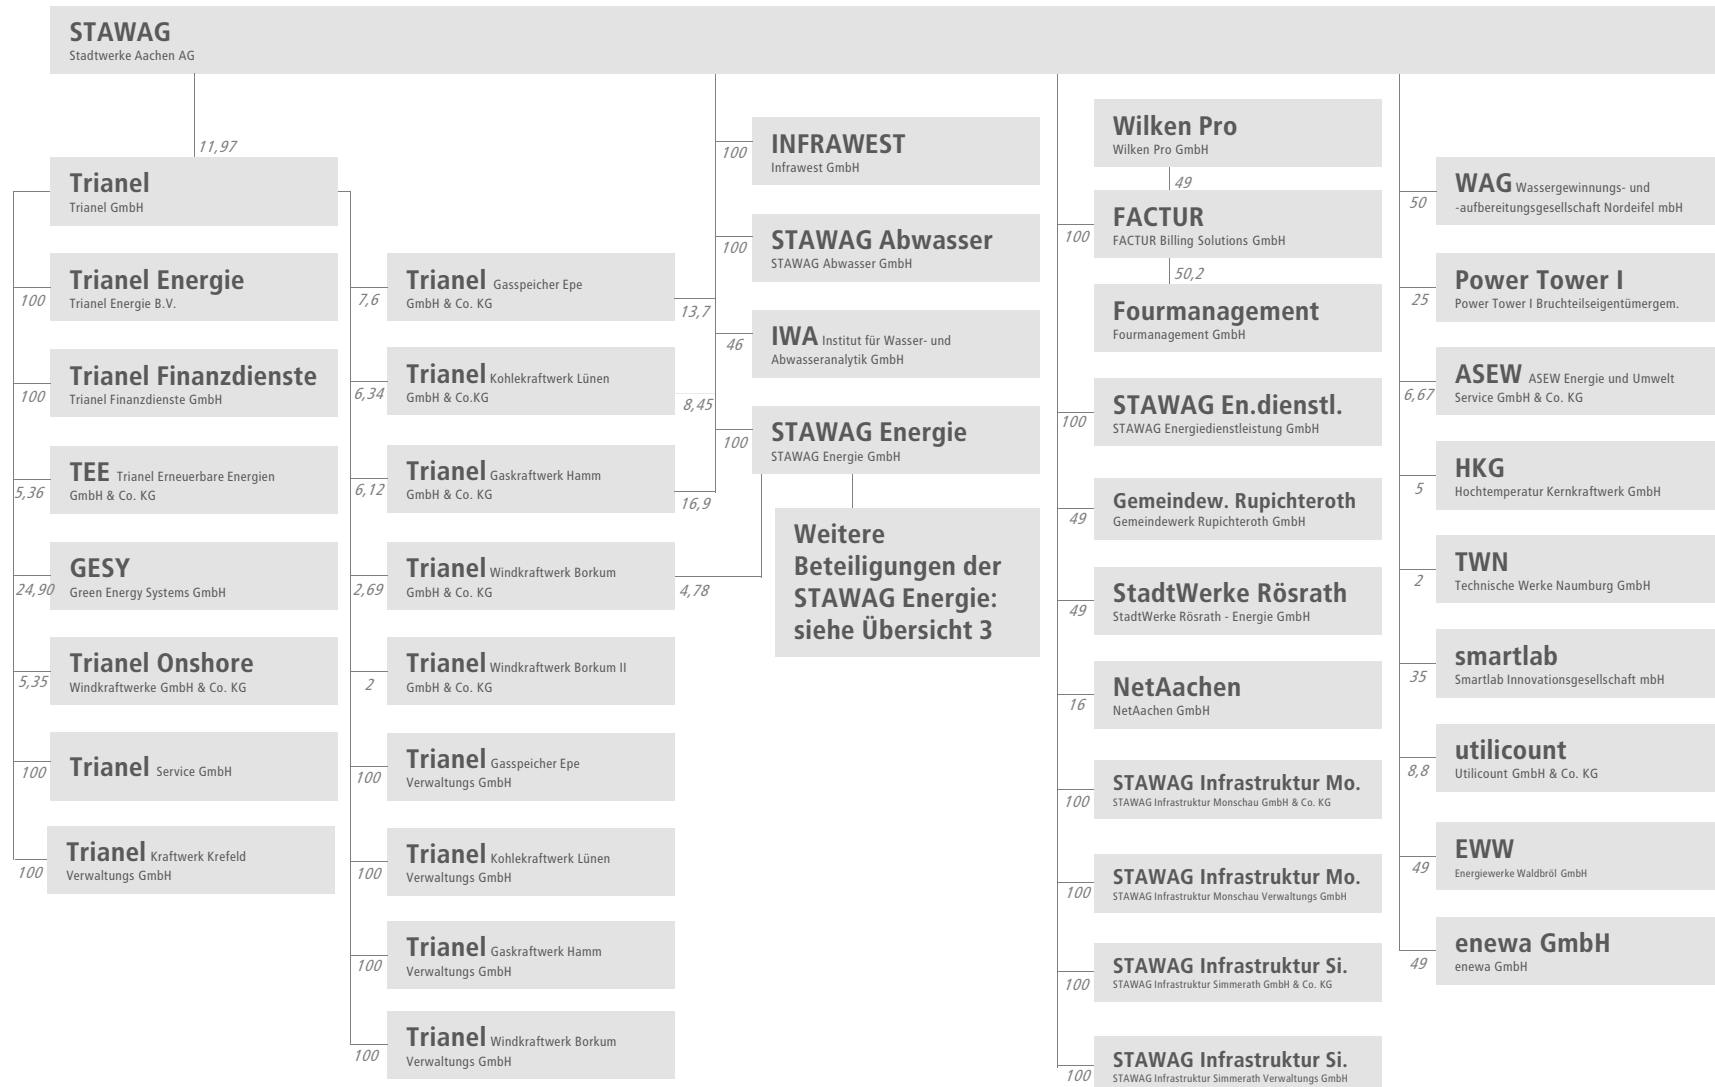 STAWAG
Stadtwerke Aachen AG
11,97
Trianel
Trianel GmbH
100
Trianel Energie
Trianel Energie B.V.
100
Trianel Finanzdienste
Trianel Finanzdienste GmbH
5,36
TEE Trianel Erneuerbare Energien
GmbH & Co. KG
24,90
GESY
Green Energy Systems GmbH
5,35
Trianel Onshore
Windkraftwerke GmbH & Co. KG
100
Trianel Service GmbH
100
Trianel Kraftwerk Krefeld
Verwaltungs GmbH
7,6
Trianel Gasspeicher Epe
GmbH & Co. KG
13,7
6,34
Trianel Kohlekraftwerk Lünen
GmbH & Co.KG
8,45
6,12
Trianel Gaskraftwerk Hamm
GmbH & Co. KG
16,9
2,69
Trianel Windkraftwerk Borkum
GmbH & Co. KG
4,78
2
Trianel Windkraftwerk Borkum II
GmbH & Co. KG
100
Trianel Gasspeicher Epe
Verwaltungs GmbH
100
Trianel Kohlekraftwerk Lünen
Verwaltungs GmbH
100
Trianel Gaskraftwerk Hamm
Verwaltungs GmbH
100
Trianel Windkraftwerk Borkum
Verwaltungs GmbH
100
INFRAWEST
Infrawest GmbH
100
STAWAG Abwasser
STAWAG Abwasser GmbH
46
IWA Institut für Wasser- und
Abwasseranalytik GmbH
100
STAWAG Energie
STAWAG Energie GmbH
Weitere
Beteiligungen der
STAWAG Energie:
siehe Übersicht 3
Wilken Pro
Wilken Pro GmbH
49
100
FACTUR
FACTUR Billing Solutions GmbH
50,2
Fourmanagement
Fourmanagement GmbH
100
STAWAG En.dienstl.
STAWAG Energiedienstleistung GmbH
49
Gemeindew. Rupichteroth
Gemeindewerk Rupichteroth GmbH
49
StadtWerke Rösrath
StadtWerke Rösrath - Energie GmbH
16
NetAachen
NetAachen GmbH
100
STAWAG Infrastruktur Mo.
STAWAG Infrastruktur Monschau GmbH & Co. KG
100
STAWAG Infrastruktur Mo.
STAWAG Infrastruktur Monschau Verwaltungs GmbH
100
STAWAG Infrastruktur Si.
STAWAG Infrastruktur Simmerath GmbH & Co. KG
100
STAWAG Infrastruktur Si.
STAWAG Infrastruktur Simmerath Verwaltungs GmbH
50
WAG Wassergewinnungs- und
-aufbereitungsgesellschaft Nordeifel mbH
25
Power Tower I
Power Tower I Bruchteilseigentümergem.
6,67
ASEW ASEW Energie und Umwelt
Service GmbH & Co. KG
5
HKG
Hochtemperatur Kernkraftwerk GmbH
2
TWN
Technische Werke Naumburg GmbH
35
smartlab
Smartlab Innovationsgesellschaft mbH
8,8
utilicount
Utilicount GmbH & Co. KG
49
EWW
Energiewerke Waldbröl GmbH
49
enewa GmbH
enewa GmbH